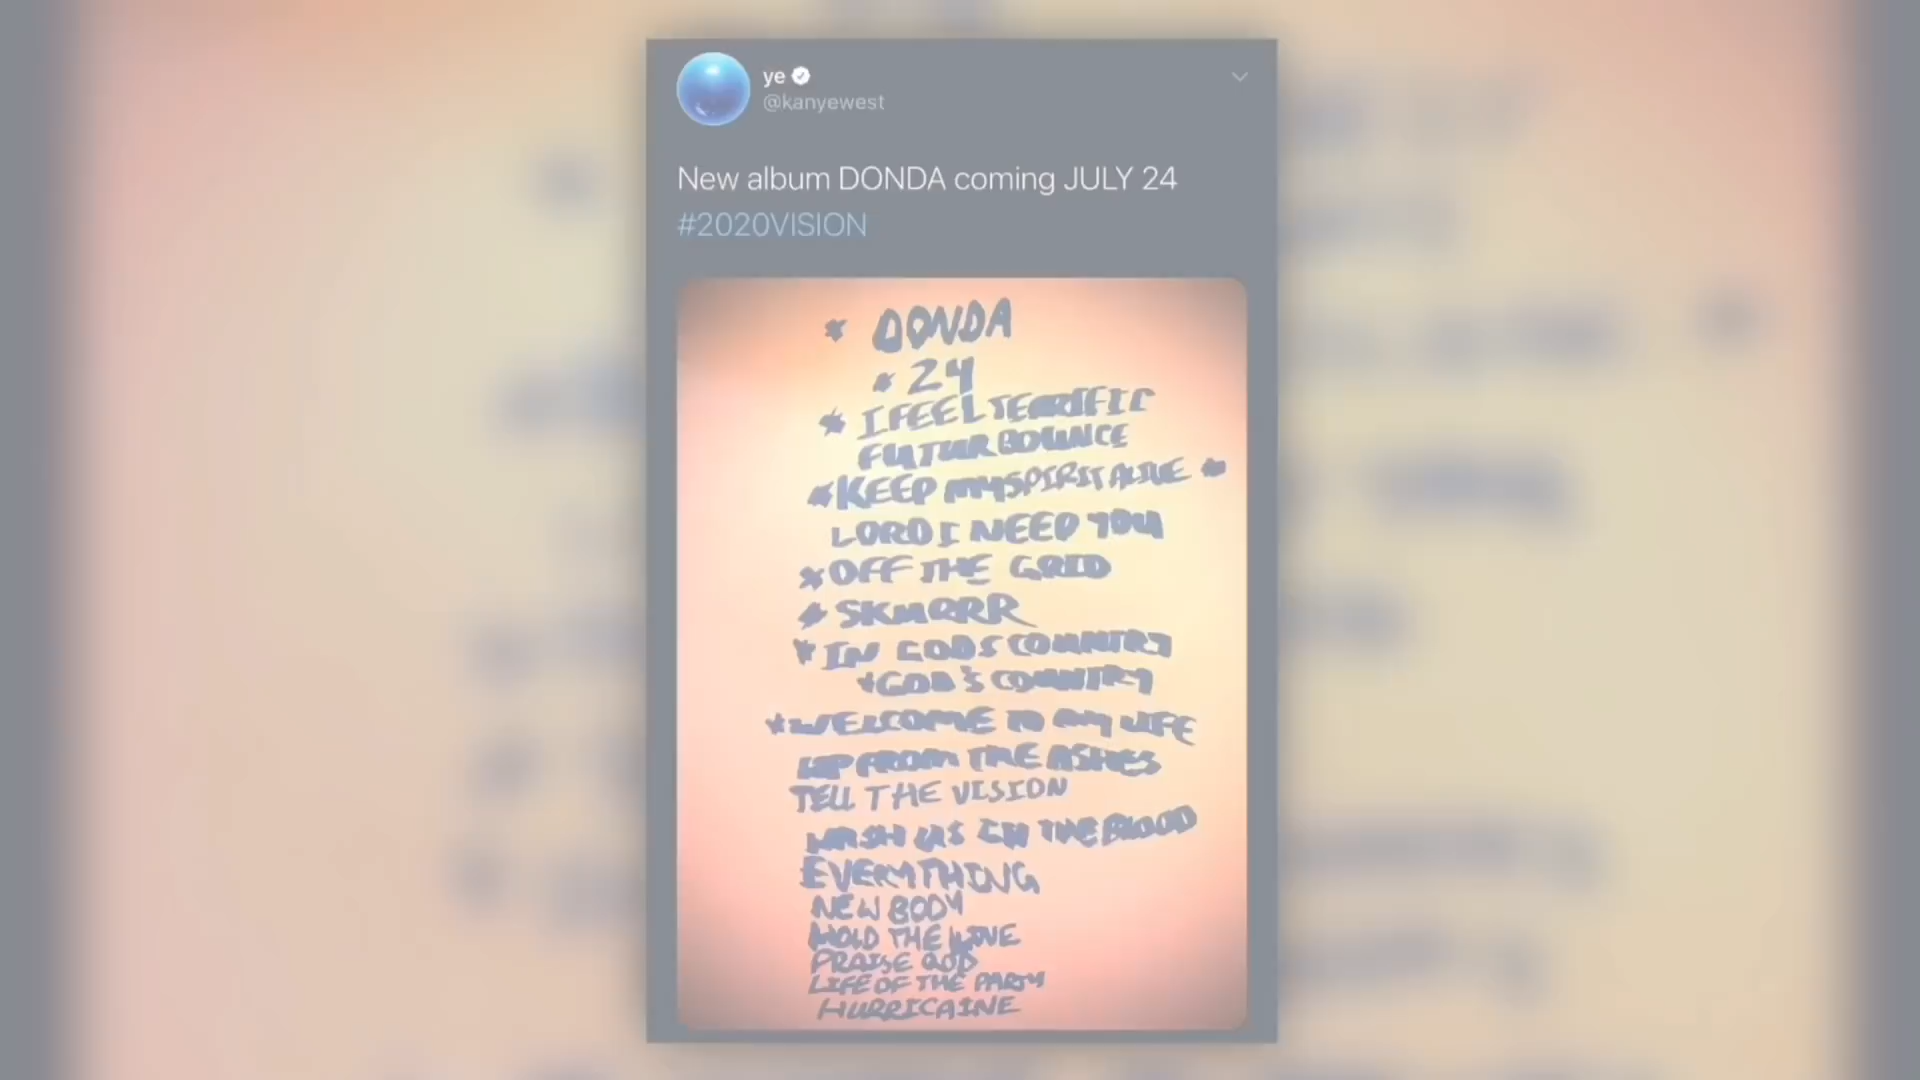 ye
@kanyewest
New album DONDA coming JULY 24
#2020VISION
* DONDA
* 24
* I FEEL TERRIFIC
FUTUR BOUNCE
* KEEP MY SPIRIT ALIVE *
LORD I NEED YOU
* OFF THE GRID
* SKURRR
* IN GODS COUNTRY
* GOD'S COUNTRY
* WELCOME TO MY LIFE
UP FROM THE ASHES
TELL THE VISION
WASH US IN THE BLOOD
EVERYTHING
NEW BODY
HOLD THE LINE
PRAISE GOD
LIFE OF THE PARTY
HURRICAINE